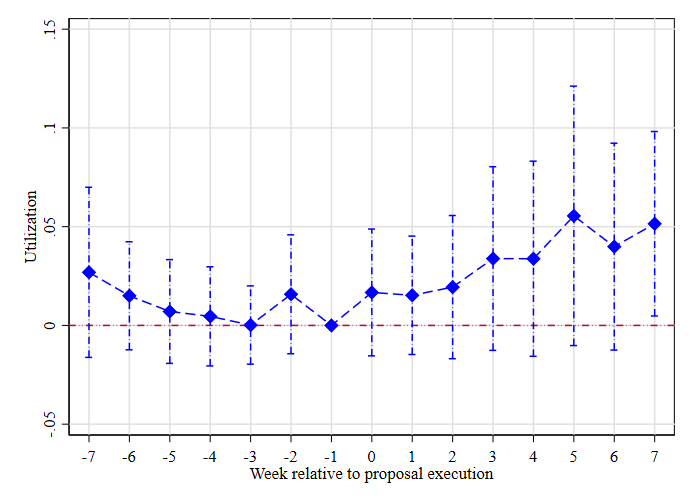 Utilization
.15
.1
.05
0
-.05
-7 -6 -5 -4 -3 -2 -1 0 1 2 3 4 5 6 7
Week relative to proposal execution